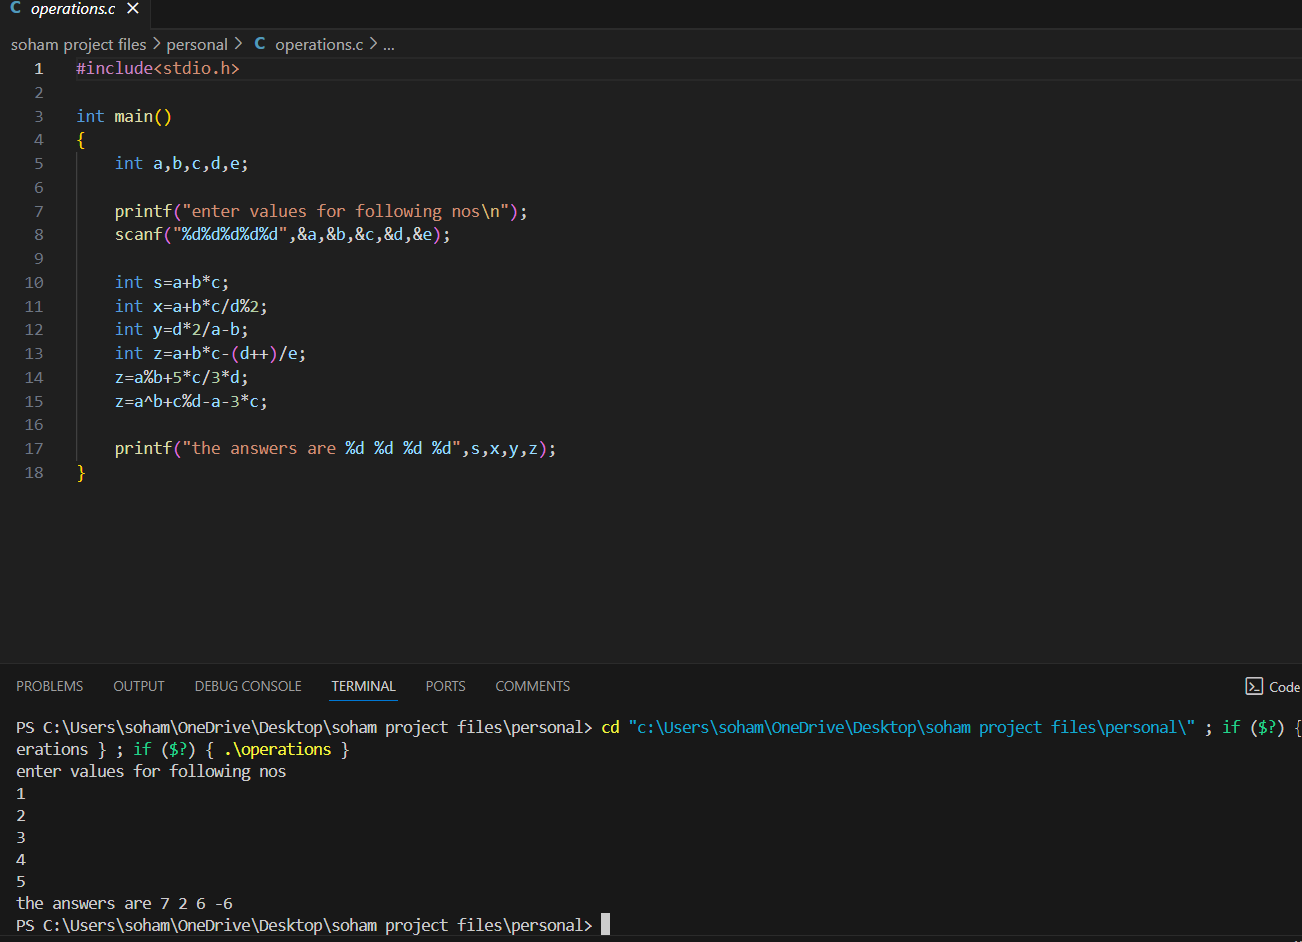 C operations.c ×
soham project files > personal > C operations.c > ...
1 #include<stdio.h>
2
3 int main()
4 {
5     int a,b,c,d,e;
6
7     printf("enter values for following nos\n");
8     scanf("%d%d%d%d%d",&a,&b,&c,&d,&e);
9
10     int s=a+b*c;
11     int x=a+b*c/d%2;
12     int y=d*2/a-b;
13     int z=a+b*c-(d++)/e;
14     z=a%b+5*c/3*d;
15     z=a^b+c%d-a-3*c;
16
17     printf("the answers are %d %d %d %d",s,x,y,z);
18 }
PROBLEMS OUTPUT DEBUG CONSOLE TERMINAL PORTS COMMENTS Code
PS C:\Users\soham\OneDrive\Desktop\soham project files\personal> cd "c:\Users\soham\OneDrive\Desktop\soham project files\personal\" ; if ($?) {
erations } ; if ($?) { .\operations }
enter values for following nos
1
2
3
4
5
the answers are 7 2 6 -6
PS C:\Users\soham\OneDrive\Desktop\soham project files\personal>